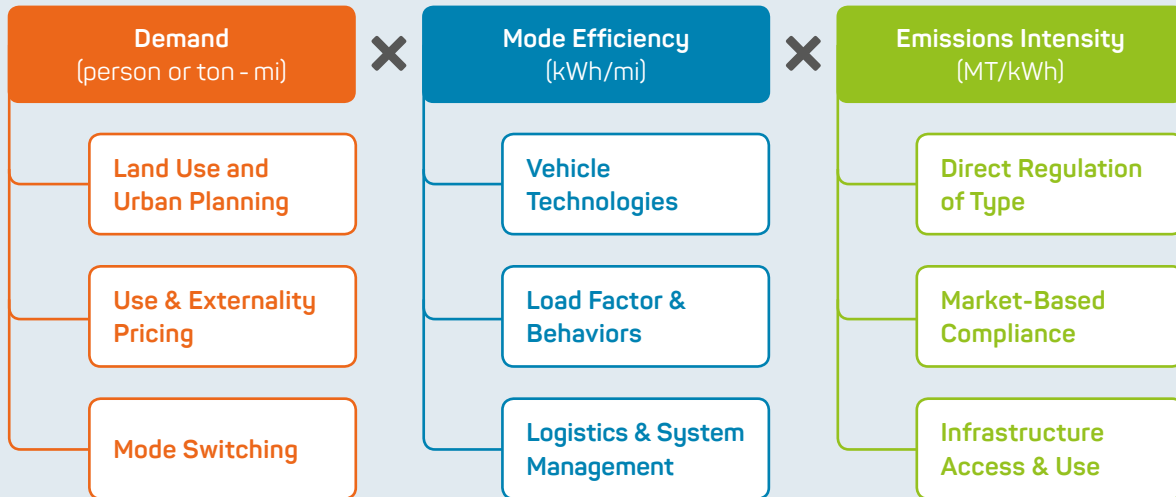 Demand
(person or ton - mi)
×
Mode Efficiency
(kWh/mi)
×
Emissions Intensity
(MT/kWh)
Land Use and
Urban Planning
Vehicle
Technologies
Direct Regulation
of Type
Use & Externality
Pricing
Load Factor &
Behaviors
Market-Based
Compliance
Mode Switching
Logistics & System
Management
Infrastructure
Access & Use